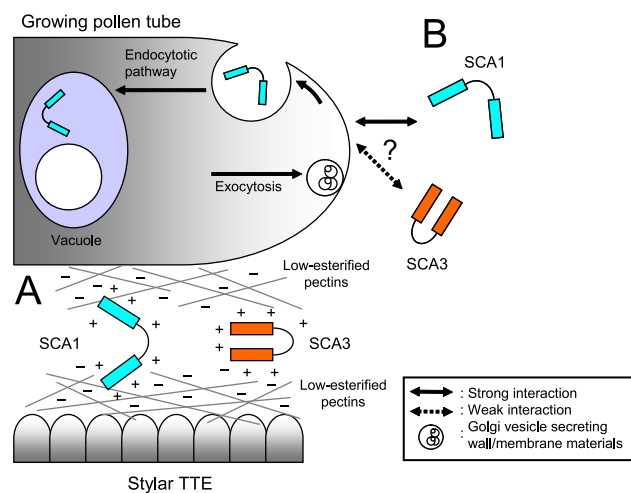 Growing pollen tube
B
Endocytotic
pathway
SCA1
?
Exocytosis
Vacuole
SCA3
A
Low-esterified
pectins
SCA1
SCA3
Low-esterified
pectins
: Strong interaction
: Weak interaction
: Golgi vesicle secreting
wall/membrane materials
Stylar TTE